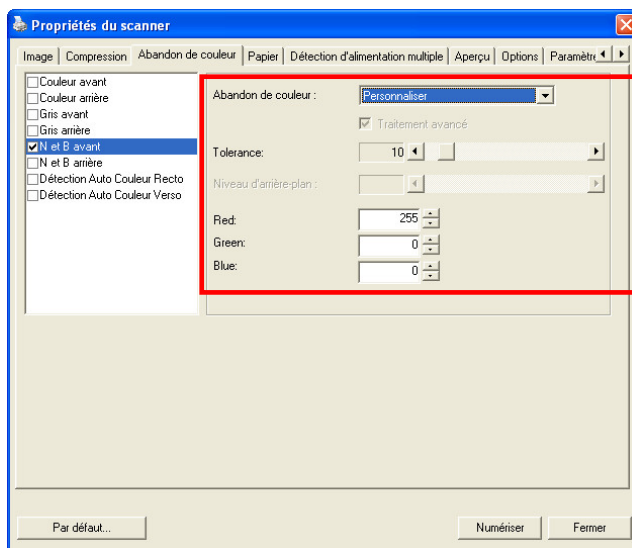 Propriétés du scanner
Image Compression Abandon de couleur Papier Détection d'alimentation multiple Aperçu Options Paramètre
Couleur avant
Couleur arrière
Gris avant
Gris arrière
N et B avant
N et B arrière
Détection Auto Couleur Recto
Détection Auto Couleur Verso
Abandon de couleur : Personnaliser
Traitement avancé
Tolerance: 10
Niveau d'arrière-plan :
Red: 255
Green: 0
Blue: 0
Par défaut... Numériser Fermer